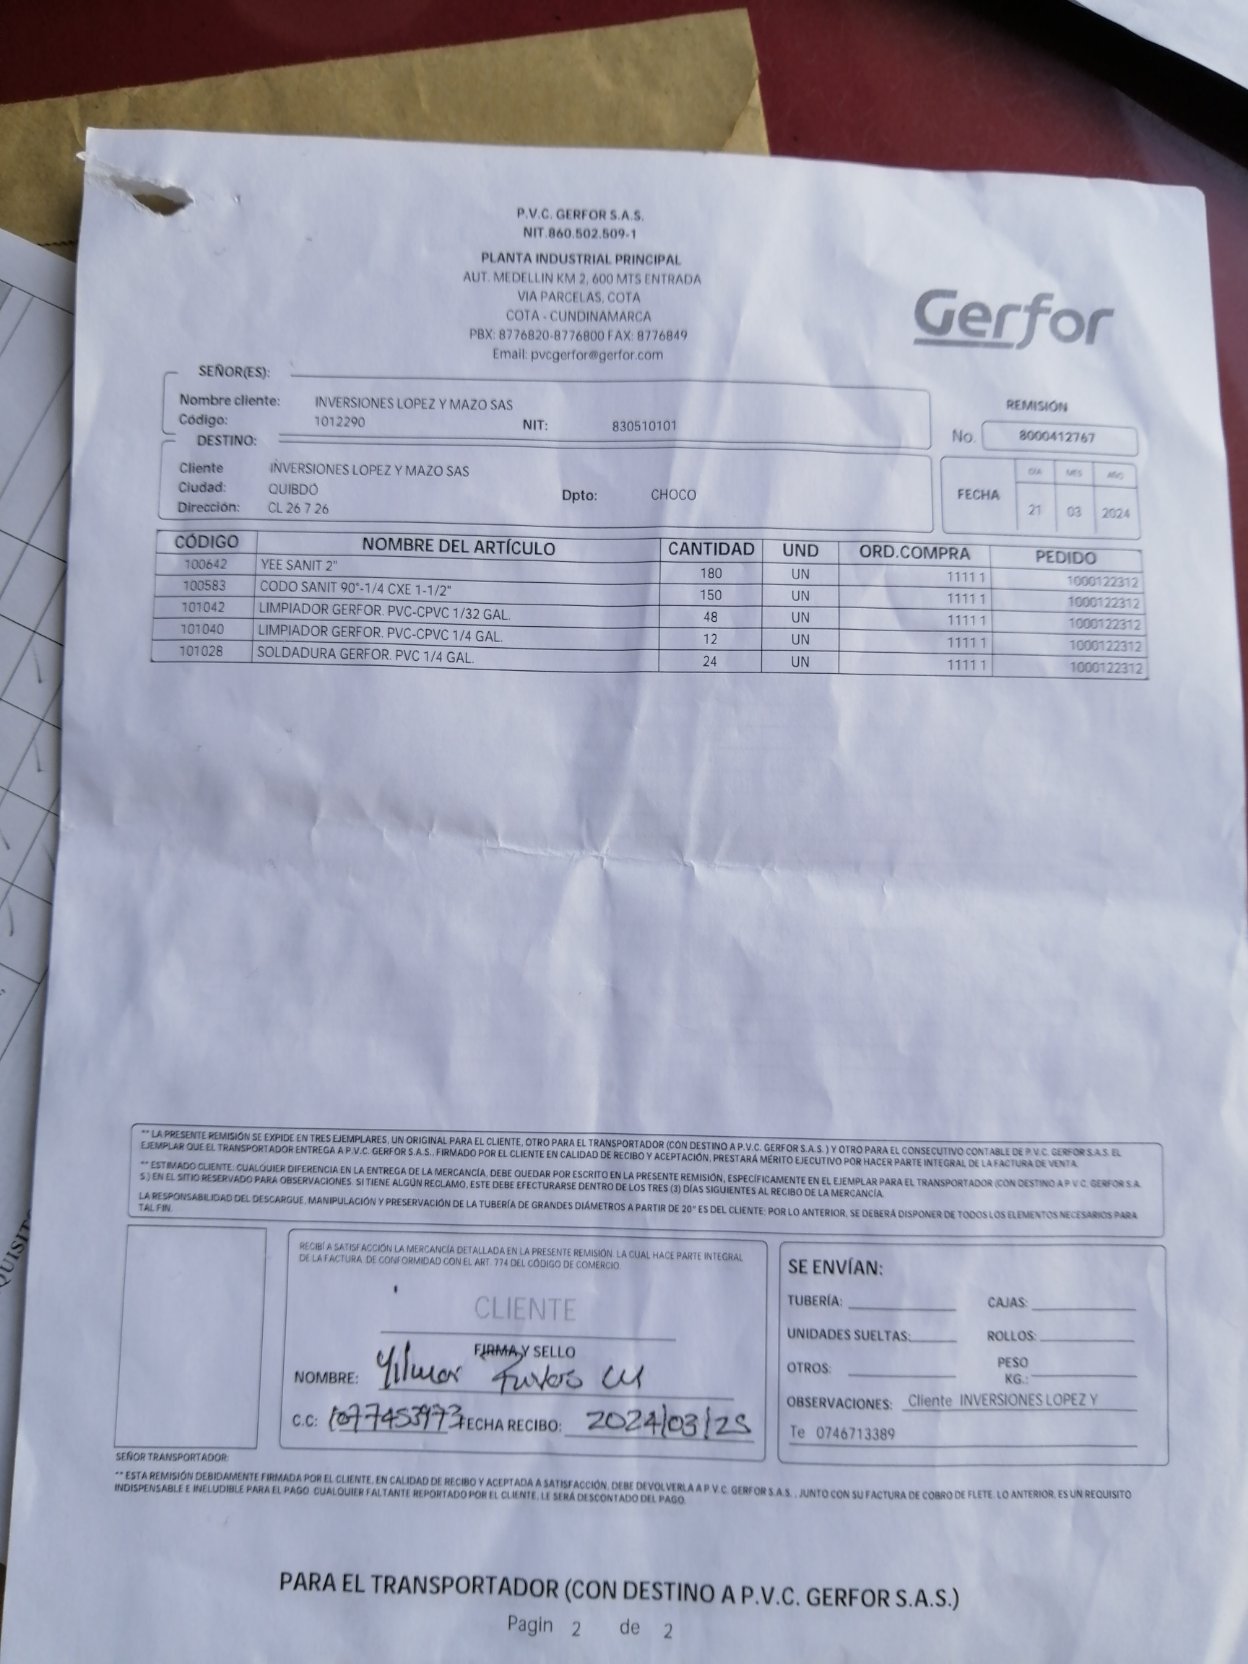 P.V.C. GERFOR S.A.S.
NIT.860.502.509-1
PLANTA INDUSTRIAL PRINCIPAL
AUT. MEDELLIN KM 2, 600 MTS ENTRADA
VIA PARCELAS, COTA
COTA - CUNDINAMARCA
PBX: 8776820-8776800 FAX: 8776849
Email: pvcgerfor@gerfor.com
Gerfor
SEÑOR(ES):
Nombre cliente: INVERSIONES LOPEZ Y MAZO SAS
Código: 1012290 NIT: 830510101
REMISIÓN
No. 8000412767
DESTINO:
Cliente INVERSIONES LOPEZ Y MAZO SAS
Ciudad: QUIBDÓ Dpto: CHOCO
Dirección: CL 26 7 26
FECHA DIA MES AÑO
21 03 2024
CÓDIGO NOMBRE DEL ARTÍCULO CANTIDAD UND ORD.COMPRA PEDIDO
100642 YEE SANIT 2" 180 UN 1111 1 1000122312
100583 CODO SANIT 90°-1/4 CXE 1-1/2" 150 UN 1111 1 1000122312
101042 LIMPIADOR GERFOR. PVC-CPVC 1/32 GAL. 48 UN 1111 1 1000122312
101040 LIMPIADOR GERFOR. PVC-CPVC 1/4 GAL. 12 UN 1111 1 1000122312
101028 SOLDADURA GERFOR. PVC 1/4 GAL. 24 UN 1111 1 1000122312
** LA PRESENTE REMISIÓN SE EXPIDE EN TRES EJEMPLARES, UN ORIGINAL PARA EL CLIENTE, OTRO PARA EL TRANSPORTADOR (CON DESTINO A P.V.C. GERFOR S.A.S.) Y OTRO PARA EL CONSECUTIVO CONTABLE DE P.V.C. GERFOR S.A.S. EL
EJEMPLAR QUE EL TRANSPORTADOR ENTREGA A P.V.C. GERFOR S.A.S., FIRMADO POR EL CLIENTE EN CALIDAD DE RECIBO Y ACEPTACIÓN, PRESTARÁ MÉRITO EJECUTIVO POR HACER PARTE INTEGRAL DE LA FACTURA DE VENTA.
** ESTIMADO CLIENTE: CUALQUIER DIFERENCIA EN LA ENTREGA DE LA MERCANCÍA, DEBE QUEDAR POR ESCRITO EN LA PRESENTE REMISIÓN, ESPECÍFICAMENTE EN EL EJEMPLAR PARA EL TRANSPORTADOR (CON DESTINO A P.V.C. GERFOR S.A.
S.) EN EL SITIO RESERVADO PARA OBSERVACIONES. SI TIENE ALGÚN RECLAMO, ESTE DEBE EFECTURARSE DENTRO DE LOS TRES (3) DÍAS SIGUIENTES AL RECIBO DE LA MERCANCÍA.
LA RESPONSABILIDAD DEL DESCARGUE, MANIPULACIÓN Y PRESERVACIÓN DE LA TUBERÍA DE GRANDES DIÁMETROS A PARTIR DE 20" ES DEL CLIENTE; POR LO ANTERIOR, SE DEBERÁ DISPONER DE TODOS LOS ELEMENTOS NECESARIOS PARA
TAL FIN.
RECIBÍ A SATISFACCIÓN LA MERCANCÍA DETALLADA EN LA PRESENTE REMISIÓN. LA CUAL HACE PARTE INTEGRAL
DE LA FACTURA, DE CONFORMIDAD CON EL ART. 774 DEL CÓDIGO DE COMERCIO.
CLIENTE
FIRMA Y SELLO
NOMBRE: Yilmar
C.C: 1077453973 FECHA RECIBO: 2024/03/25
SE ENVÍAN:
TUBERÍA: CAJAS:
UNIDADES SUELTAS: ROLLOS:
OTROS: PESO KG.:
OBSERVACIONES: Cliente INVERSIONES LOPEZ Y
Te 0746713389
SEÑOR TRANSPORTADOR:
** ESTA REMISIÓN DEBIDAMENTE FIRMADA POR EL CLIENTE, EN CALIDAD DE RECIBO Y ACEPTADA A SATISFACCIÓN, DEBE DEVOLVERLA A P.V.C. GERFOR S.A.S., JUNTO CON SU FACTURA DE COBRO DE FLETE. LO ANTERIOR, ES UN REQUISITO
INDISPENSABLE E INELUDIBLE PARA EL PAGO. CUALQUIER FALTANTE REPORTADO POR EL CLIENTE, LE SERÁ DESCONTADO DEL PAGO.
PARA EL TRANSPORTADOR (CON DESTINO A P.V.C. GERFOR S.A.S.)
Pagin 2 de 2